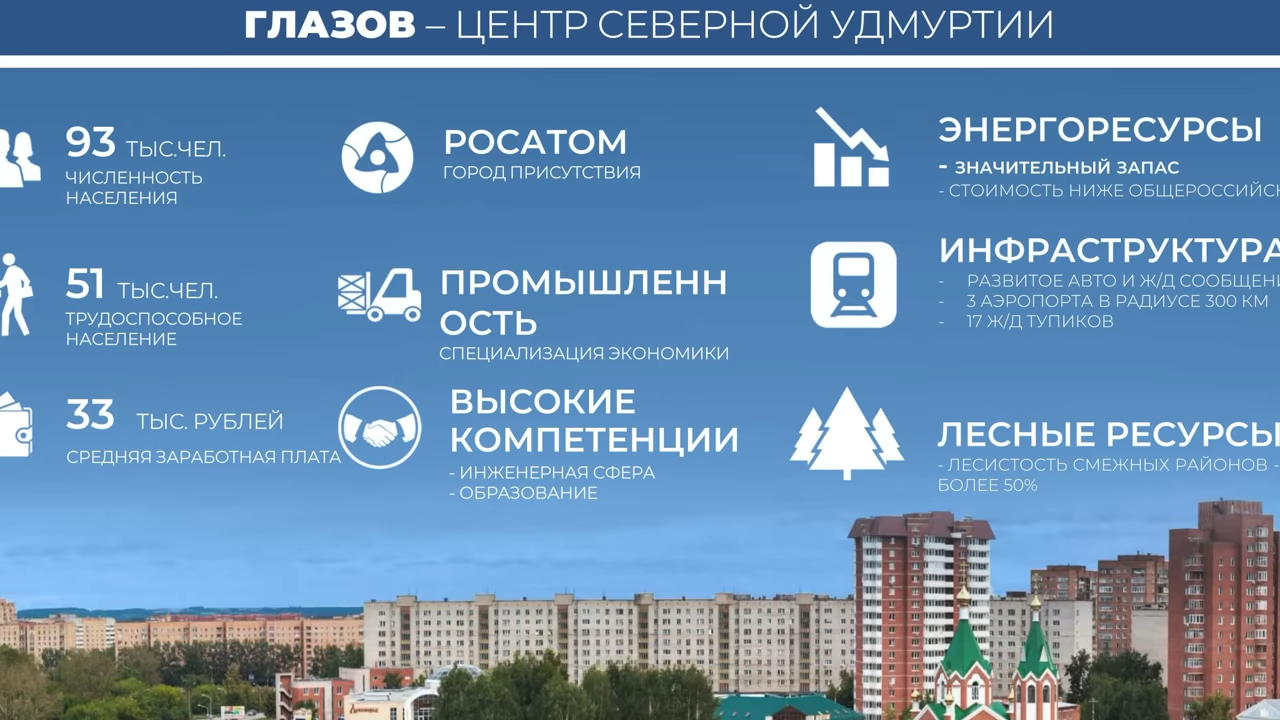 ГЛАЗОВ – ЦЕНТР СЕВЕРНОЙ УДМУРТИИ
93 ТЫС.ЧЕЛ.
ЧИСЛЕННОСТЬ
НАСЕЛЕНИЯ
51 ТЫС.ЧЕЛ.
ТРУДОСПОСОБНОЕ
НАСЕЛЕНИЕ
33 ТЫС. РУБЛЕЙ
СРЕДНЯЯ ЗАРАБОТНАЯ ПЛАТА
РОСАТОМ
ГОРОД ПРИСУТСТВИЯ
ПРОМЫШЛЕНН
ОСТЬ
СПЕЦИАЛИЗАЦИЯ ЭКОНОМИКИ
ВЫСОКИЕ
КОМПЕТЕНЦИИ
- ИНЖЕНЕРНАЯ СФЕРА
- ОБРАЗОВАНИЕ
ЭНЕРГОРЕСУРСЫ
- ЗНАЧИТЕЛЬНЫЙ ЗАПАС
- СТОИМОСТЬ НИЖЕ ОБЩЕРОССИЙСК
ИНФРАСТРУКТУРА
- РАЗВИТОЕ АВТО И Ж/Д СООБЩЕНИ
- 3 АЭРОПОРТА В РАДИУСЕ 300 КМ
- 17 Ж/Д ТУПИКОВ
ЛЕСНЫЕ РЕСУРСЫ
- ЛЕСИСТОСТЬ СМЕЖНЫХ РАЙОНОВ -
БОЛЕЕ 50%